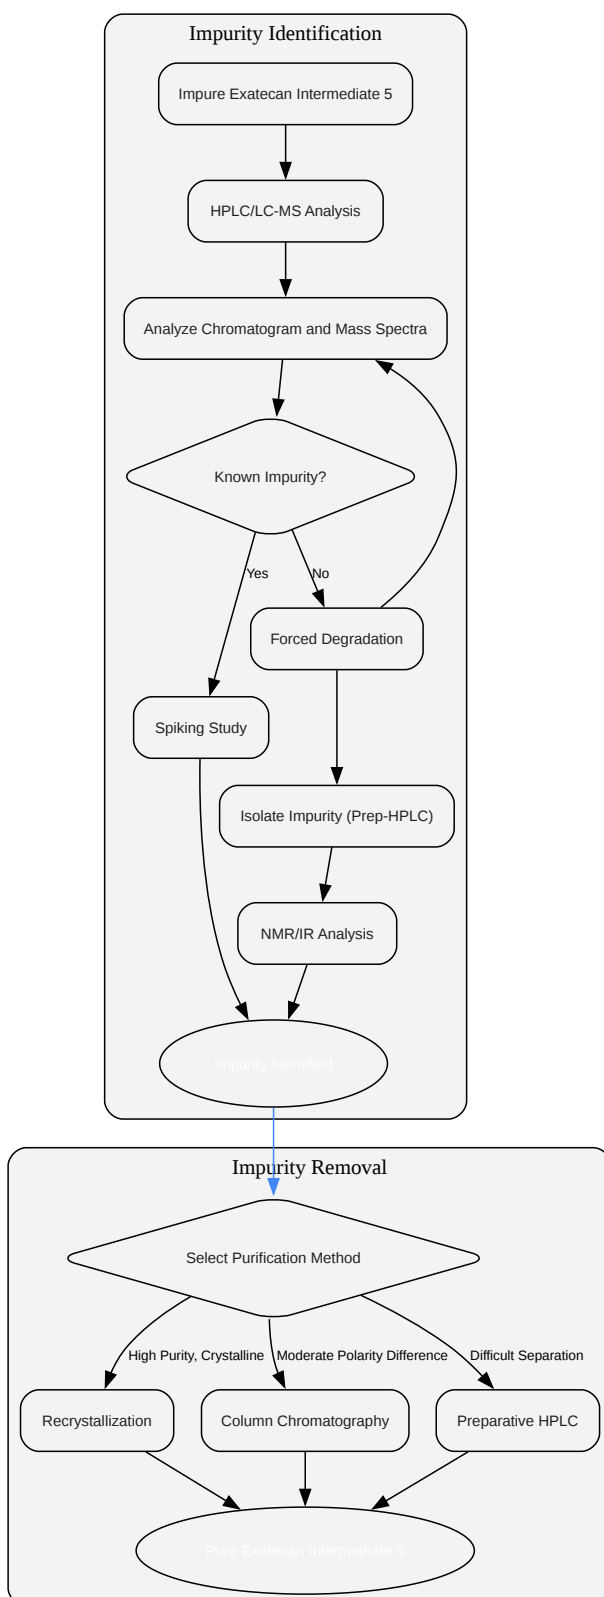 Impurity Identification
Impure Exatecan Intermediate 5
HPLC/LC-MS Analysis
Analyze Chromatogram and Mass Spectra
Known Impurity?
Yes
No
Forced Degradation
Spiking Study
Isolate Impurity (Prep-HPLC)
NMR/IR Analysis
Impurity Identified
Impurity Removal
Select Purification Method
High Purity, Crystalline
Moderate Polarity Difference
Difficult Separation
Recrystallization
Column Chromatography
Preparative HPLC
Pure Exatecan Intermediate 5